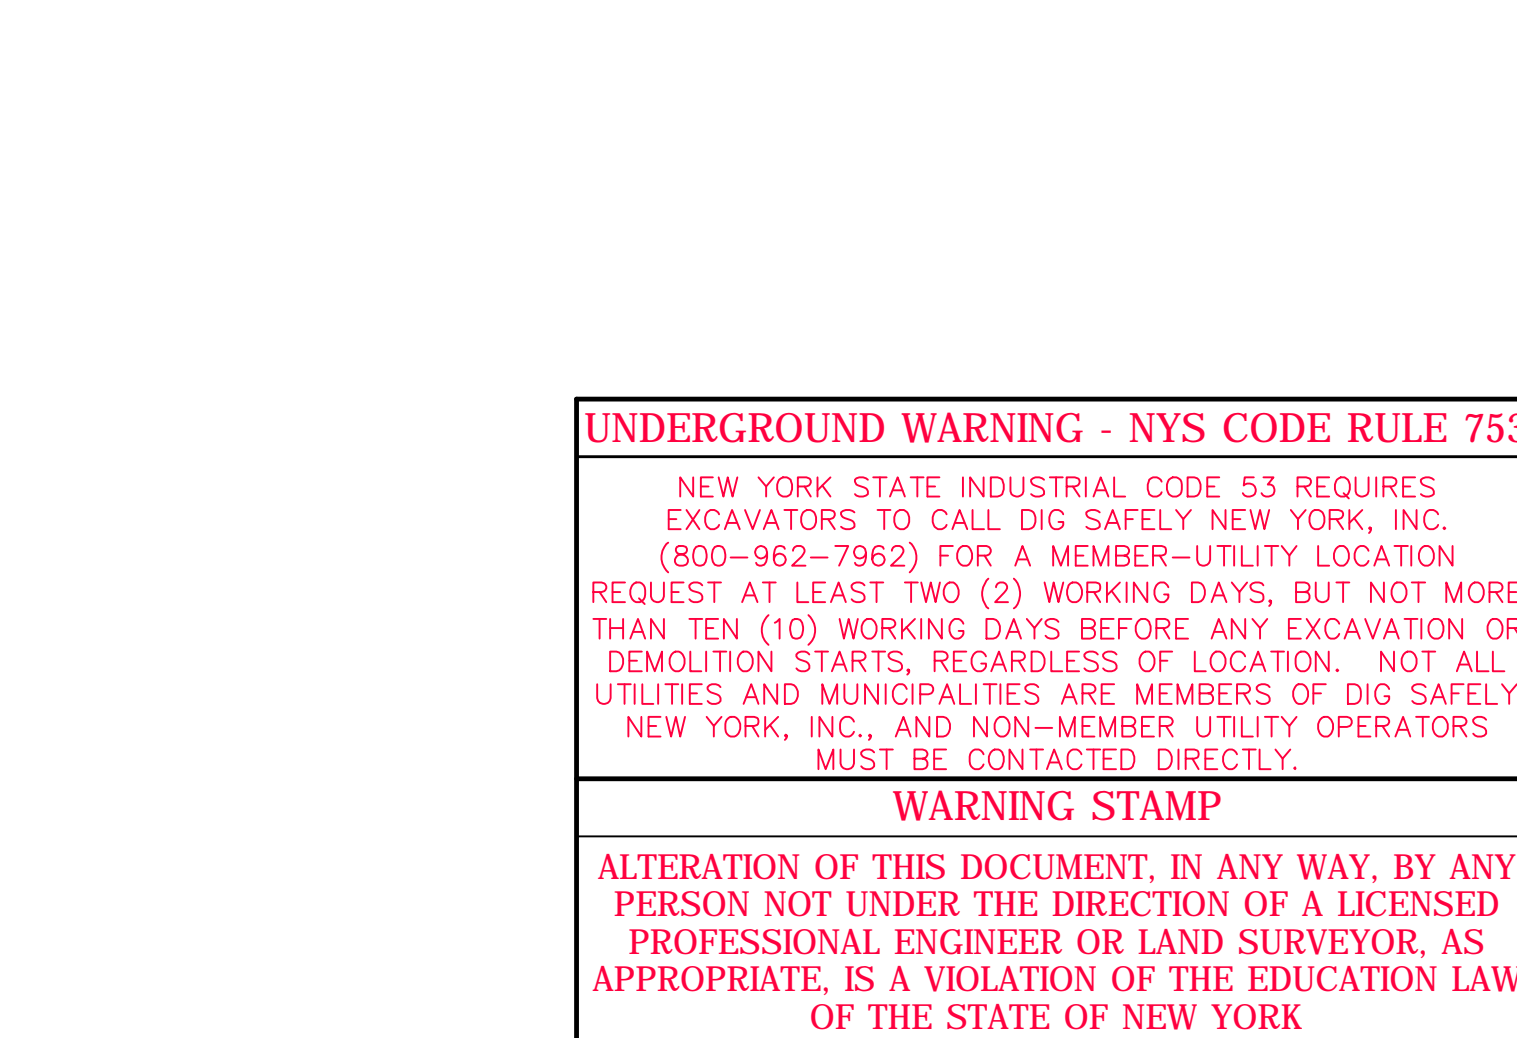 UNDERGROUND WARNING - NYS CODE RULE 753
NEW YORK STATE INDUSTRIAL CODE 53 REQUIRES
EXCAVATORS TO CALL DIG SAFELY NEW YORK, INC.
(800-962-7962) FOR A MEMBER-UTILITY LOCATION
REQUEST AT LEAST TWO (2) WORKING DAYS, BUT NOT MORE
THAN TEN (10) WORKING DAYS BEFORE ANY EXCAVATION OR
DEMOLITION STARTS, REGARDLESS OF LOCATION. NOT ALL
UTILITIES AND MUNICIPALITIES ARE MEMBERS OF DIG SAFELY
NEW YORK, INC., AND NON-MEMBER UTILITY OPERATORS
MUST BE CONTACTED DIRECTLY.
WARNING STAMP
ALTERATION OF THIS DOCUMENT, IN ANY WAY, BY ANY
PERSON NOT UNDER THE DIRECTION OF A LICENSED
PROFESSIONAL ENGINEER OR LAND SURVEYOR, AS
APPROPRIATE, IS A VIOLATION OF THE EDUCATION LAW
OF THE STATE OF NEW YORK